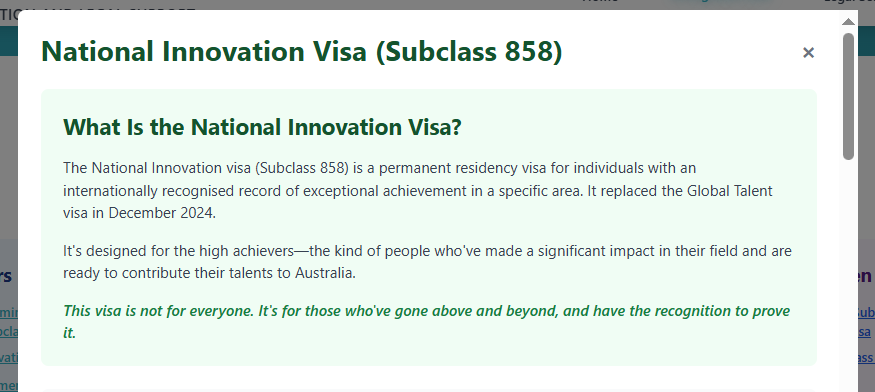 National Innovation Visa (Subclass 858)
×
What Is the National Innovation Visa?
The National Innovation visa (Subclass 858) is a permanent residency visa for individuals with an
internationally recognised record of exceptional achievement in a specific area. It replaced the Global Talent
visa in December 2024.
It's designed for the high achievers—the kind of people who've made a significant impact in their field and are
ready to contribute their talents to Australia.
This visa is not for everyone. It's for those who've gone above and beyond, and have the recognition to prove
it.